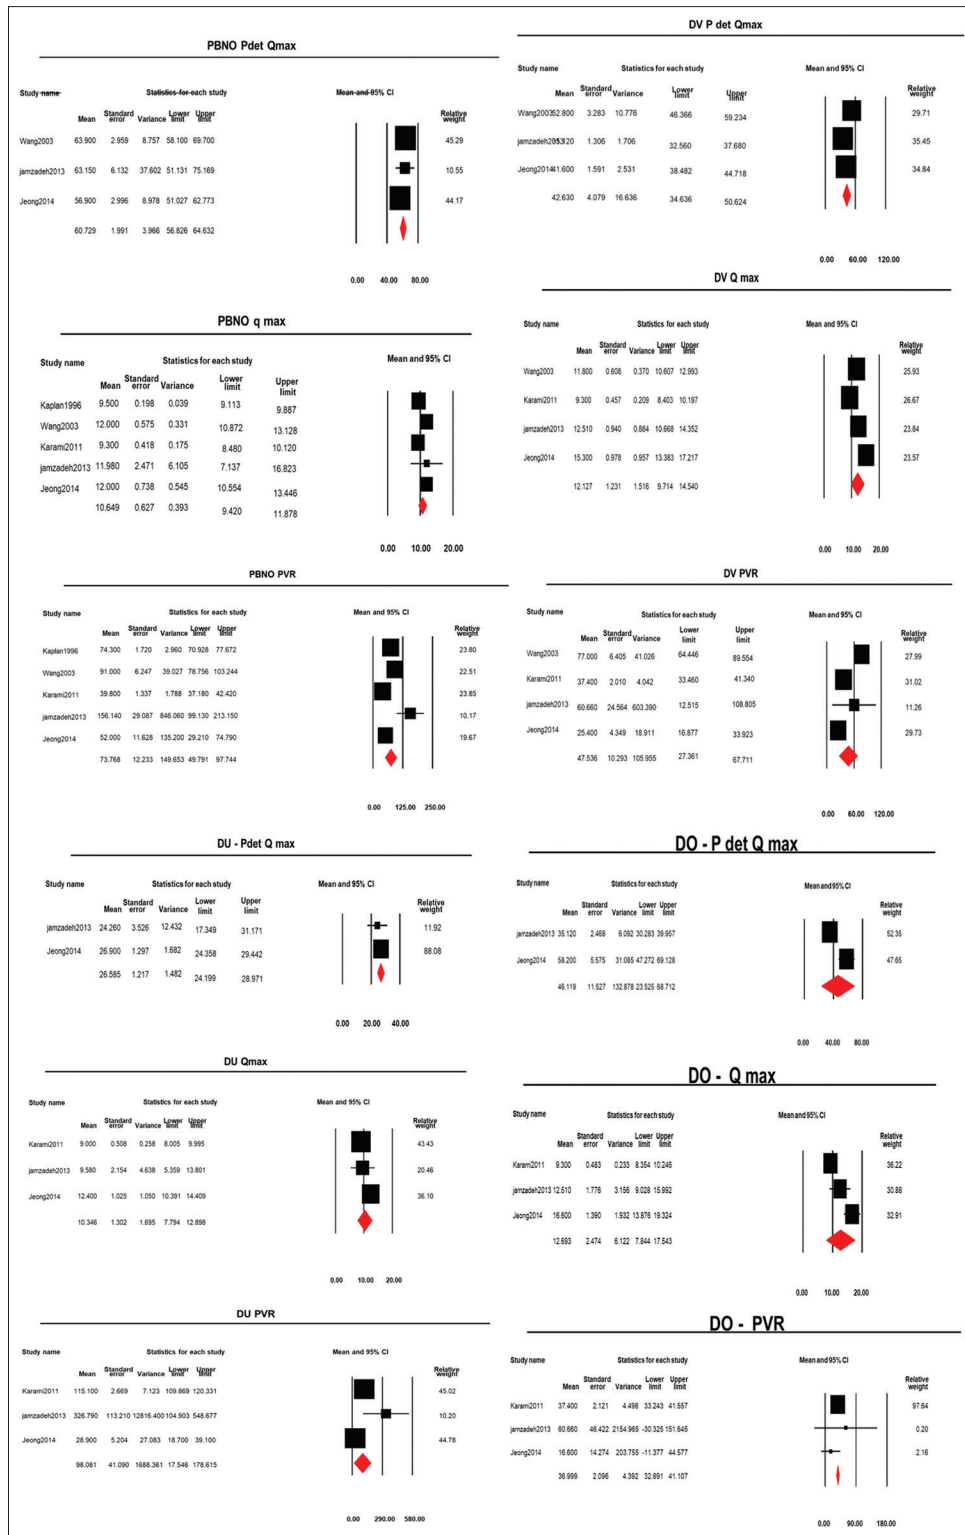 PBNO Pdet Qmax
Study name Statistics for each study Mean and 95% CI
Mean Standard error Variance Lower limit Upper limit Relative weight
Wang2003 63.900 2.959 8.757 58.100 69.700 45.29
jamzadeh2013 63.150 6.132 37.602 51.131 75.169 10.55
Jeong2014 56.900 2.996 8.978 51.027 62.773 44.17
60.729 1.991 3.966 56.826 64.632
0.00 40.00 80.00
DV P det Qmax
Study name Statistics for each study Mean and 95% CI
Mean Standard error Variance Lower limit Upper limit Relative weight
Wang200352.800 3.283 10.776 46.366 59.234 29.71
jamzadeh2013 35.120 1.306 1.706 32.560 37.680 35.45
Jeong201441.600 1.591 2.531 38.482 44.718 34.84
42.630 4.079 16.636 34.636 50.624
0.00 60.00 120.00
PBNO q max
Study name Statistics for each study Mean and 95% CI
Mean Standard error Variance Lower limit Upper limit
Kaplan1996 9.500 0.198 0.039 9.113 9.887
Wang2003 12.000 0.575 0.331 10.872 13.128
Karami2011 9.300 0.418 0.175 8.480 10.120
jamzadeh2013 11.980 2.471 6.105 7.137 16.823
Jeong2014 12.000 0.738 0.545 10.554 13.446
10.649 0.627 0.393 9.420 11.878
0.00 10.00 20.00
DV Q max
Study name Statistics for each study Mean and 95% CI
Mean Standard error Variance Lower limit Upper limit Relative weight
Wang2003 11.800 0.608 0.370 10.607 12.993 25.93
Karami2011 9.300 0.457 0.209 8.403 10.197 26.67
jamzadeh2013 12.510 0.940 0.884 10.668 14.352 23.84
Jeong2014 15.300 0.978 0.957 13.383 17.217 23.57
12.127 1.231 1.516 9.714 14.540
0.00 10.00 20.00
PBNO PVR
Study name Statistics for each study Mean and 95% CI
Mean Standard error Variance Lower limit Upper limit Relative weight
Kaplan1996 74.300 1.720 2.960 70.928 77.672 23.80
Wang2003 91.000 6.247 39.027 78.756 103.244 22.51
Karami2011 39.800 1.337 1.788 37.180 42.420 23.85
jamzadeh2013 156.140 29.087 846.060 99.130 213.150 10.17
Jeong2014 52.000 11.628 135.200 29.210 74.790 19.67
73.768 12.233 149.653 49.791 97.744
0.00 125.00 250.00
DV PVR
Study name Statistics for each study Mean and 95% CI
Mean Standard error Variance Lower limit Upper limit Relative weight
Wang2003 77.000 6.405 41.026 64.446 89.554 27.99
Karami2011 37.400 2.010 4.042 33.460 41.340 31.02
jamzadeh2013 60.660 24.564 603.390 12.515 108.805 11.26
Jeong2014 25.400 4.349 18.911 16.877 33.923 29.73
47.536 10.293 105.955 27.361 67.711
0.00 60.00 120.00
DU - Pdet Q max
Study name Statistics for each study Mean and 95% CI
Mean Standard error Variance Lower limit Upper limit Relative weight
jamzadeh2013 24.260 3.526 12.432 17.349 31.171 11.92
Jeong2014 26.900 1.297 1.682 24.358 29.442 88.08
26.585 1.217 1.482 24.199 28.971
0.00 20.00 40.00
DO - P det Q max
Study name Statistics for each study Mean and 95% CI
Mean Standard error Variance Lower limit Upper limit Relative weight
jamzadeh2013 35.120 2.468 6.092 30.283 39.957 52.35
Jeong2014 58.200 5.575 31.085 47.272 69.128 47.65
46.119 11.527 132.878 23.525 68.712
0.00 40.00 80.00
DU Qmax
Study name Statistics for each study Mean and 95% CI
Mean Standard error Variance Lower limit Upper limit Relative weight
Karami2011 9.000 0.508 0.258 8.005 9.995 43.43
jamzadeh2013 9.580 2.154 4.638 5.359 13.801 20.46
Jeong2014 12.400 1.025 1.050 10.391 14.409 36.10
10.346 1.302 1.695 7.794 12.898
0.00 10.00 20.00
DO - Q max
Study name Statistics for each study Mean and 95% CI
Mean Standard error Variance Lower limit Upper limit Relative weight
Karami2011 9.300 0.483 0.233 8.354 10.246 36.22
jamzadeh2013 12.510 1.776 3.156 9.028 15.992 30.88
Jeong2014 16.600 1.390 1.932 13.876 19.324 32.91
12.693 2.474 6.122 7.844 17.543
0.00 10.00 20.00
DU PVR
Study name Statistics for each study Mean and 95% CI
Mean Standard error Variance Lower limit Upper limit Relative weight
Karami2011 115.100 2.669 7.123 109.869 120.331 45.02
jamzadeh2013 326.790 113.210 12816.400 104.903 548.677 10.20
Jeong2014 28.900 5.204 27.083 18.700 39.100 44.78
98.081 41.090 1688.361 17.546 178.615
0.00 290.00 580.00
DO - PVR
Study name Statistics for each study Mean and 95% CI
Mean Standard error Variance Lower limit Upper limit Relative weight
Karami2011 37.400 2.121 4.498 33.243 41.557 97.64
jamzadeh2013 60.660 46.422 2154.965 -30.325 151.645 0.20
Jeong2014 16.600 14.274 203.755 -11.377 44.577 2.16
36.999 2.096 4.392 32.891 41.107
0.00 90.00 180.00